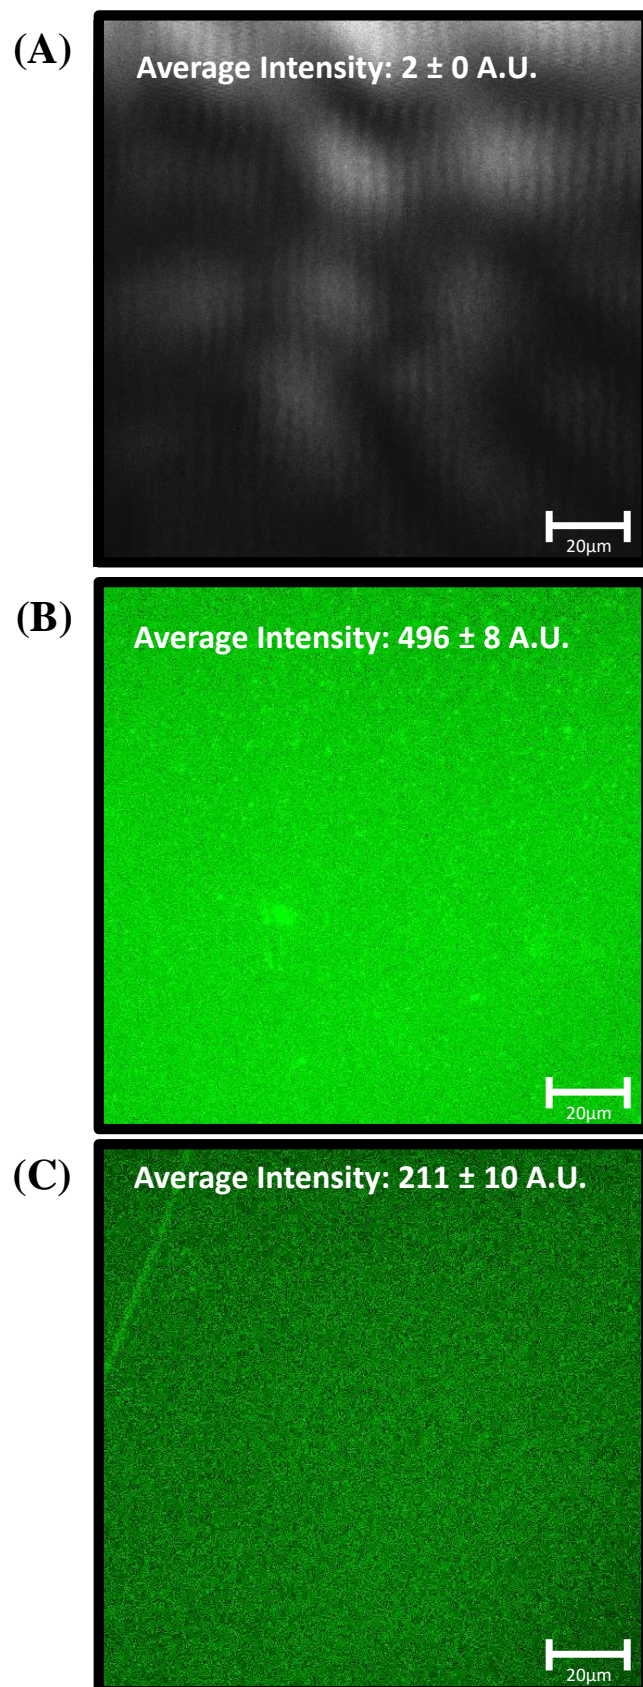 (A)
Average Intensity: 2 ± 0 A.U.
20µm
(B)
Average Intensity: 496 ± 8 A.U.
20µm
(C)
Average Intensity: 211 ± 10 A.U.
20µm